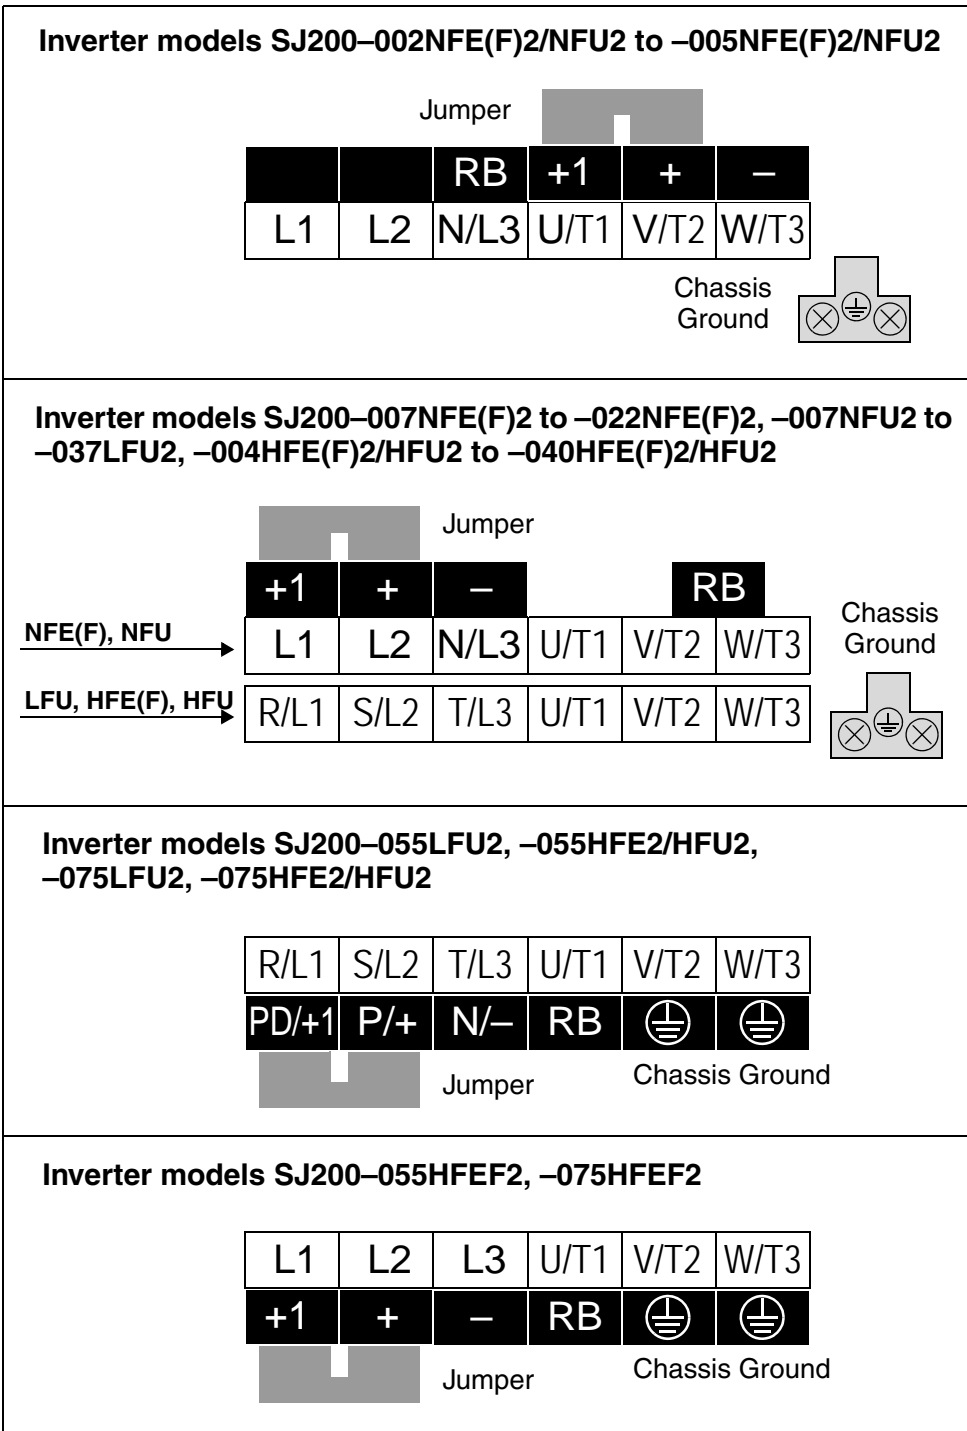 Inverter models SJ200–002NFE(F)2/NFU2 to –005NFE(F)2/NFU2
Jumper
RB +1 + –
L1 L2 N/L3 U/T1 V/T2 W/T3
Chassis
Ground
Inverter models SJ200–007NFE(F)2 to –022NFE(F)2, –007NFU2 to
–037LFU2, –004HFE(F)2/HFU2 to –040HFE(F)2/HFU2
Jumper
+1 + – RB
Chassis
Ground
NFE(F), NFU
L1 L2 N/L3 U/T1 V/T2 W/T3
LFU, HFE(F), HFU
R/L1 S/L2 T/L3 U/T1 V/T2 W/T3
Inverter models SJ200–055LFU2, –055HFE2/HFU2,
–075LFU2, –075HFE2/HFU2
R/L1 S/L2 T/L3 U/T1 V/T2 W/T3
PD/+1 P/+ N/– RB
Jumper
Chassis Ground
Inverter models SJ200–055HFEF2, –075HFEF2
L1 L2 L3 U/T1 V/T2 W/T3
+1 + – RB
Jumper
Chassis Ground